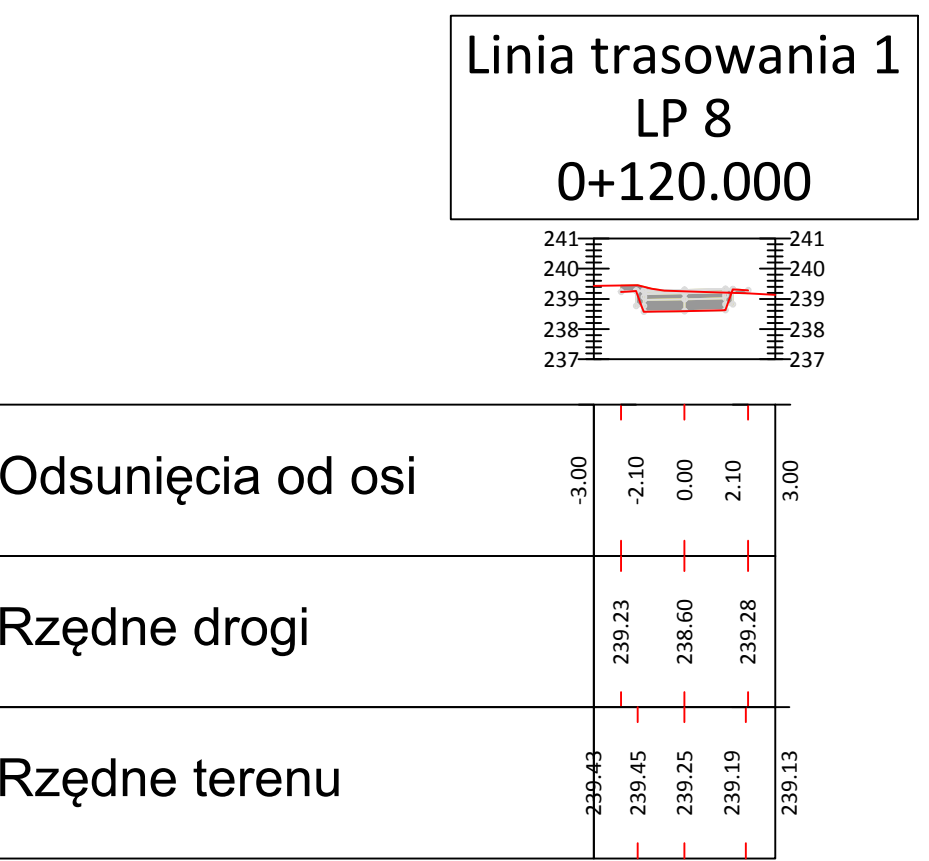 Linia trasowania 1
LP 8
0+120.000
241 241
240 240
239 239
238 238
237 237
Odsunięcia od osi -3.00 -2.10 0.00 2.10 3.00
Rzędne drogi 239.23 238.60 239.28
Rzędne terenu 239.43 239.45 239.25 239.19 239.13